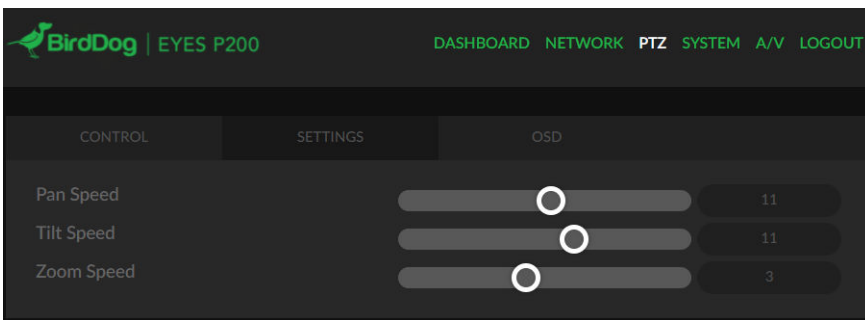 BirdDog | EYES P200
DASHBOARD NETWORK PTZ SYSTEM A/V LOGOUT
CONTROL SETTINGS OSD
Pan Speed 11
Tilt Speed 11
Zoom Speed 3